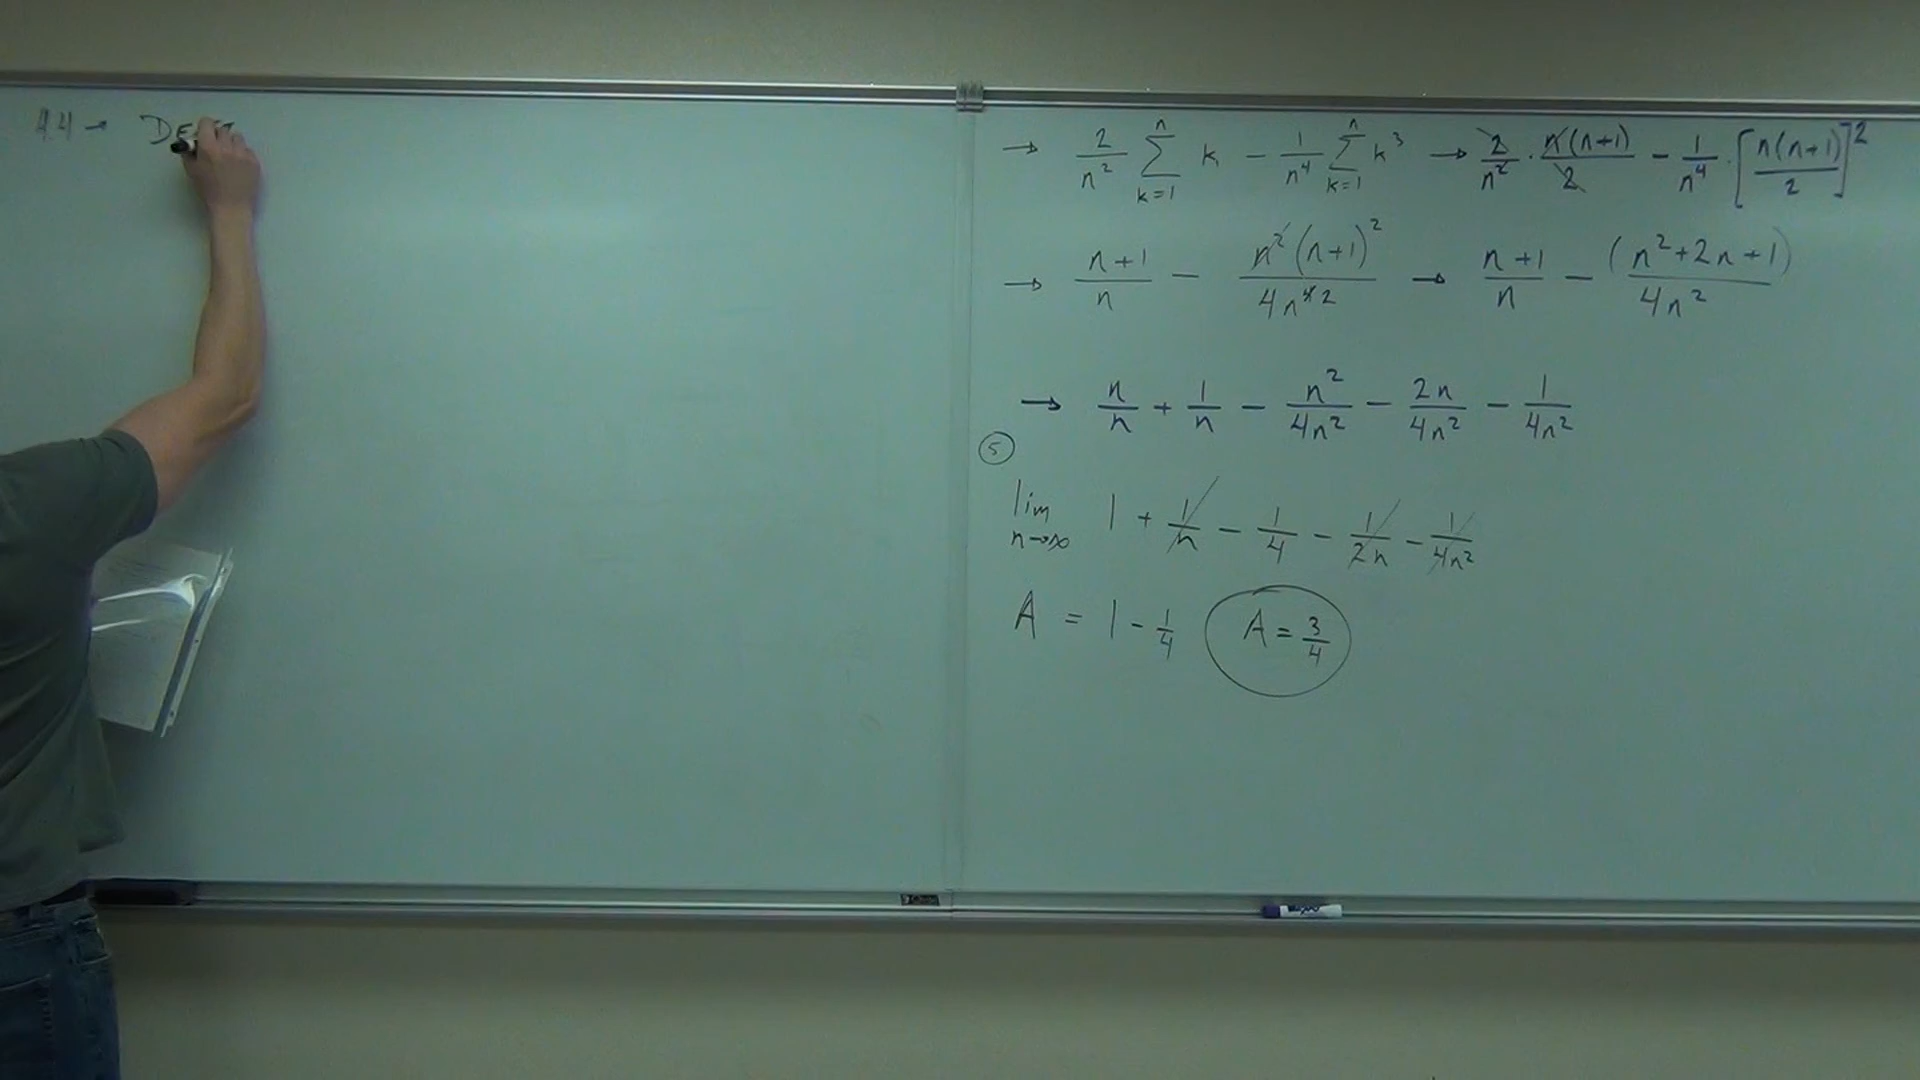 4.4 → DEF
→ 2/n² Σ_{k=1}^{n} k - 1/n⁴ Σ_{k=1}^{n} k³ → 2/n² · n(n+1)/2 - 1/n⁴ · [n(n+1)/2]²
→ n+1/n - n²(n+1)²/4n⁴² → n+1/n - (n²+2n+1)/4n²
→ n/n + 1/n - n²/4n² - 2n/4n² - 1/4n²
⑤
lim n→∞ 1 + 1/n - 1/4 - 1/2n - 1/4n²
A = 1 - 1/4 A = 3/4